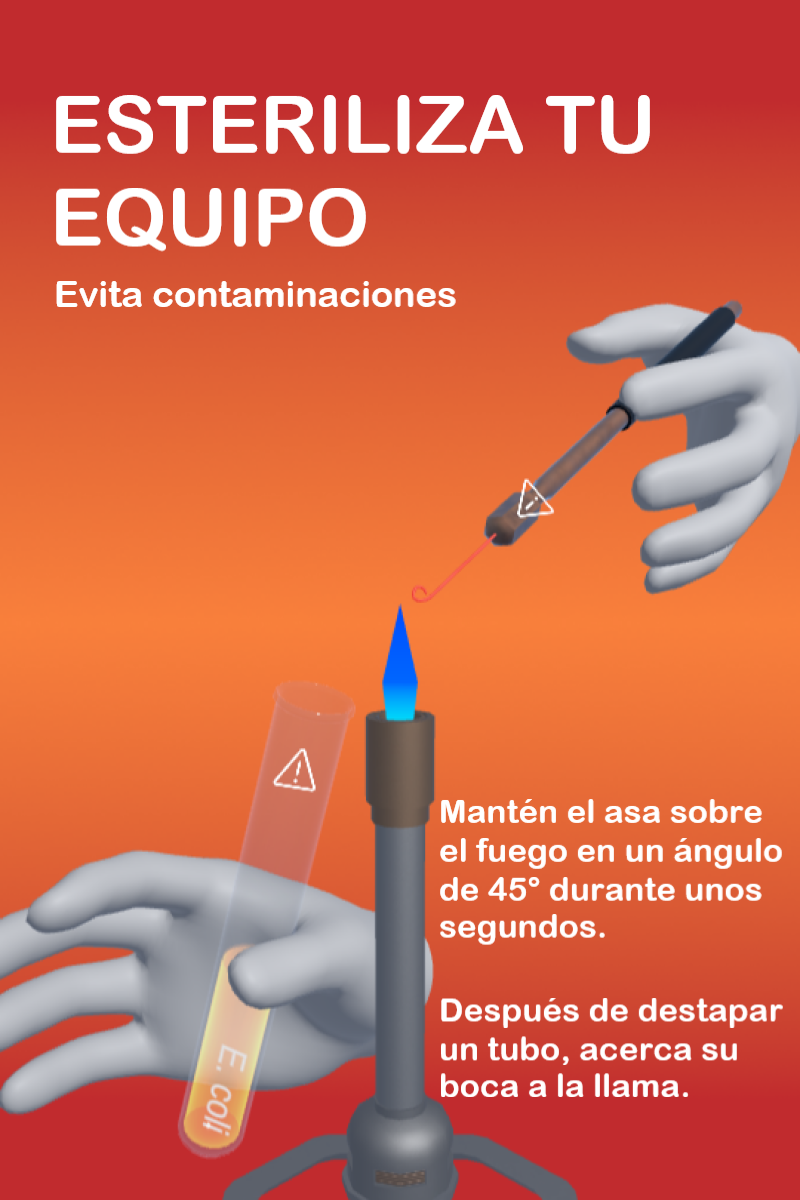 ESTERILIZA TU
EQUIPO
Evita contaminaciones
Mantén el asa sobre
el fuego en un ángulo
de 45° durante unos
segundos.
Después de destapar
un tubo, acerca su
boca a la llama.
E. coli